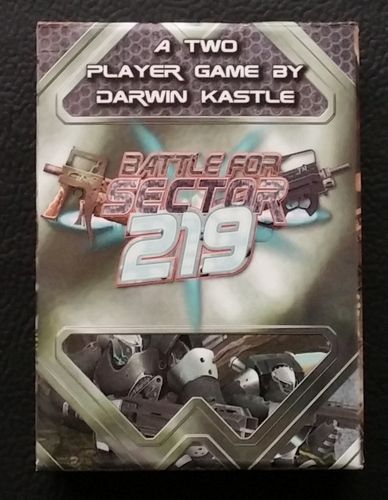 A TWO
PLAYER GAME BY
DARWIN KASTLE
BATTLE FOR
SECTOR
219